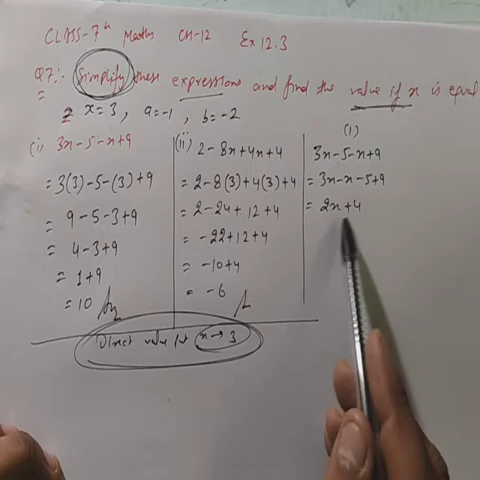 CLASS-7th Maths CH-12 Ex 12.3
Q7:- Simplify these expressions and find the value if x is equal
x=3, a=-1, b=-2
(i) 3x-5-x+9
= 3(3)-5-(3)+9
= 9-5-3+9
= 4-3+9
= 1+9
= 10
(ii) 2-8x+4x+4
= 2-8(3)+4(3)+4
= 2-24+12+4
= -22+12+4
= -10+4
= -6
(1)
3x-5-x+9
= 3x-x-5+9
= 2x+4
Direct value put x→3